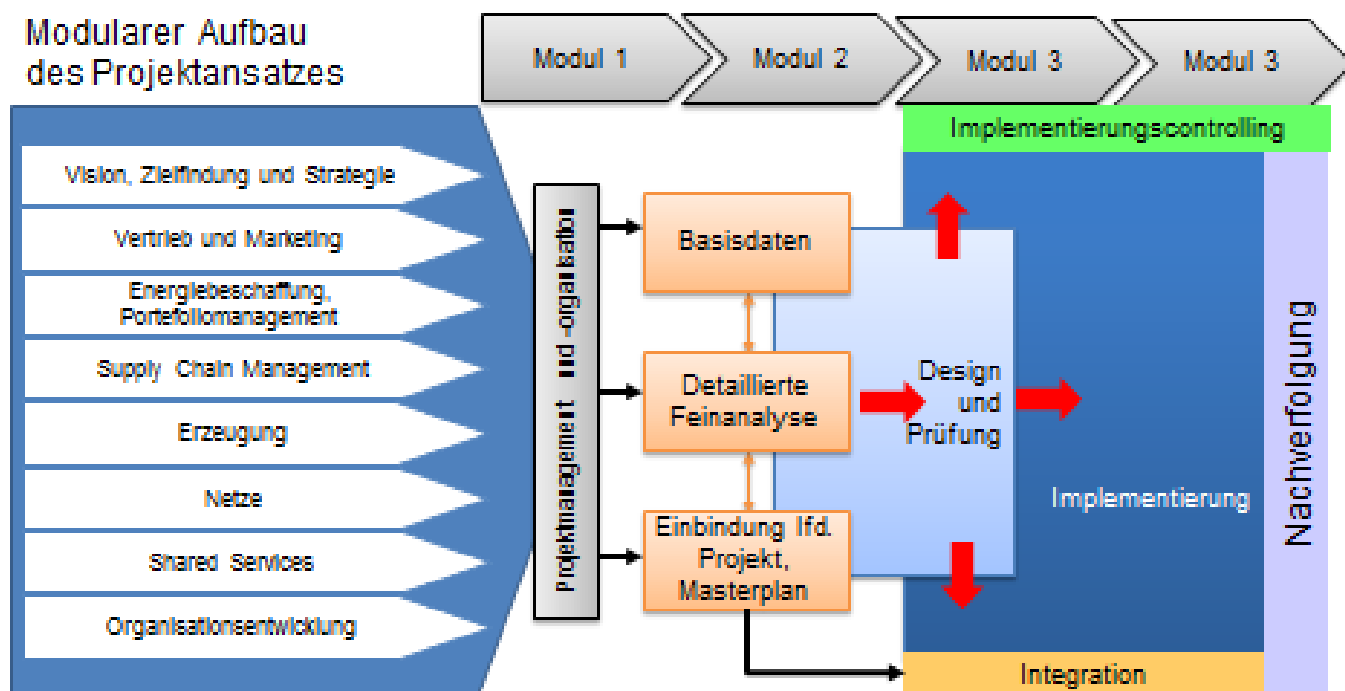 Modularer Aufbau
des Projektansatzes
Modul 1
Modul 2
Modul 3
Modul 3
Implementierungscontrolling
Vision, Zielfindung und Strategie
Vertrieb und Marketing
Energiebeschaffung,
Portefoliomanagement
Supply Chain Management
Erzeugung
Netze
Shared Services
Organisationsentwicklung
Projektmanagement und -organisation
Basisdaten
Detaillierte
Feinanalyse
Einbindung lfd.
Projekt,
Masterplan
Design
und
Prüfung
Implementierung
Nachverfolgung
Integration